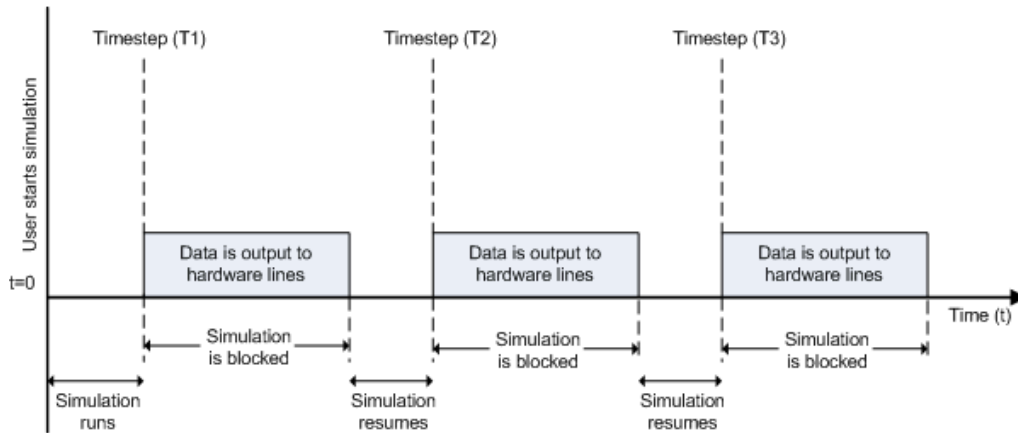 Timestep (T1)
Timestep (T2)
Timestep (T3)
User starts simulation
Data is output to
hardware lines
Data is output to
hardware lines
Data is output to
hardware lines
t=0
Time (t)
Simulation
is blocked
Simulation
is blocked
Simulation
is blocked
Simulation
runs
Simulation
resumes
Simulation
resumes